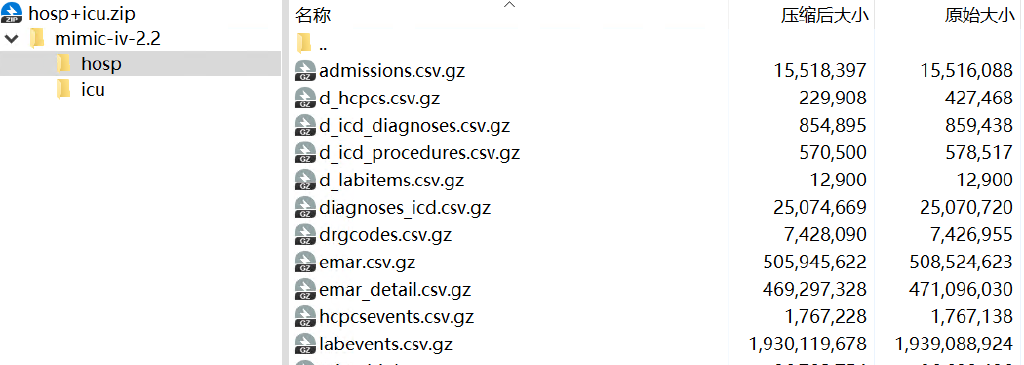 hosp+icu.zip
mimic-iv-2.2
hosp
icu
名称 压缩后大小 原始大小
..
admissions.csv.gz 15,518,397 15,516,088
d_hcpcs.csv.gz 229,908 427,468
d_icd_diagnoses.csv.gz 854,895 859,438
d_icd_procedures.csv.gz 570,500 578,517
d_labitems.csv.gz 12,900 12,900
diagnoses_icd.csv.gz 25,074,669 25,070,720
drgcodes.csv.gz 7,428,090 7,426,955
emar.csv.gz 505,945,622 508,524,623
emar_detail.csv.gz 469,297,328 471,096,030
hcpcsevents.csv.gz 1,767,228 1,767,138
labevents.csv.gz 1,930,119,678 1,939,088,924